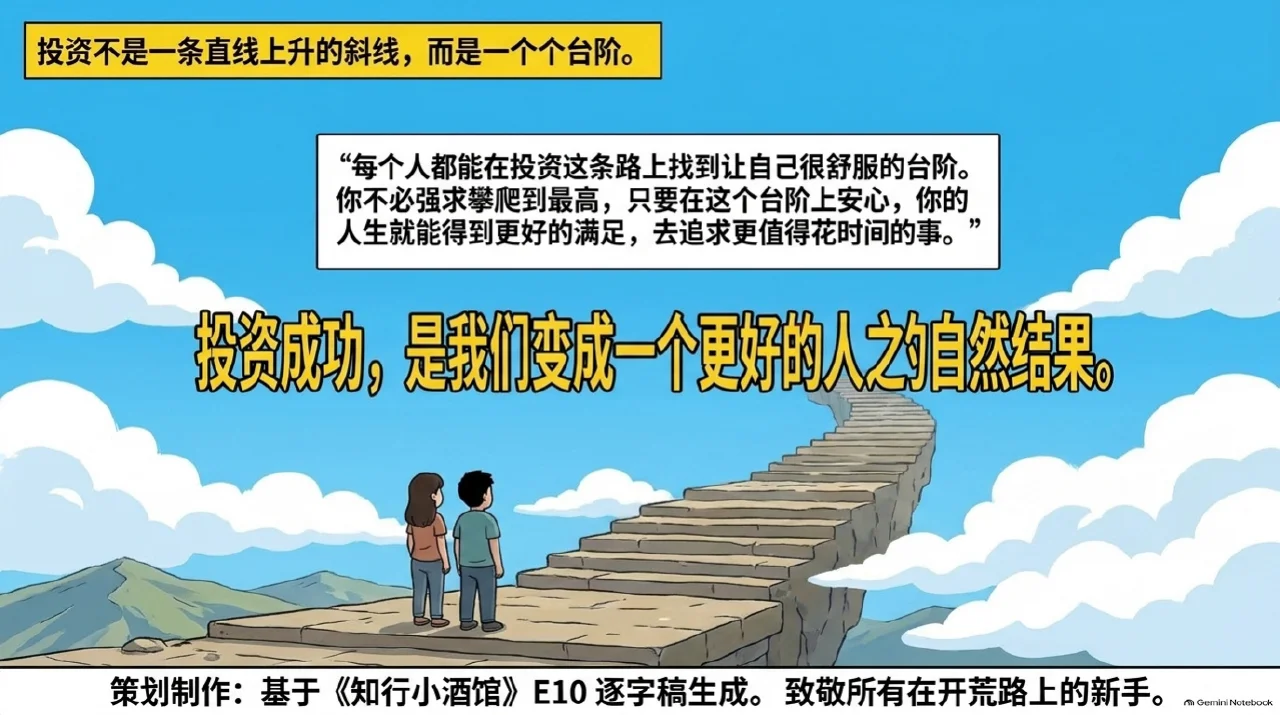 投资不是一条直线上升的斜线，而是一个个台阶。
“每个人都能在投资这条路上找到让自己很舒服的台阶。
你不必强求攀爬到最高，只要在这个台阶上安心，你的
人生就能得到更好的满足，去追求更值得花时间的事。”
投资成功，是我们变成一个更好的人之的自然结果。
策划制作：基于《知行小酒馆》E10 逐字稿生成。 致敬所有在开荒路上的新手。
Gemini Notebook